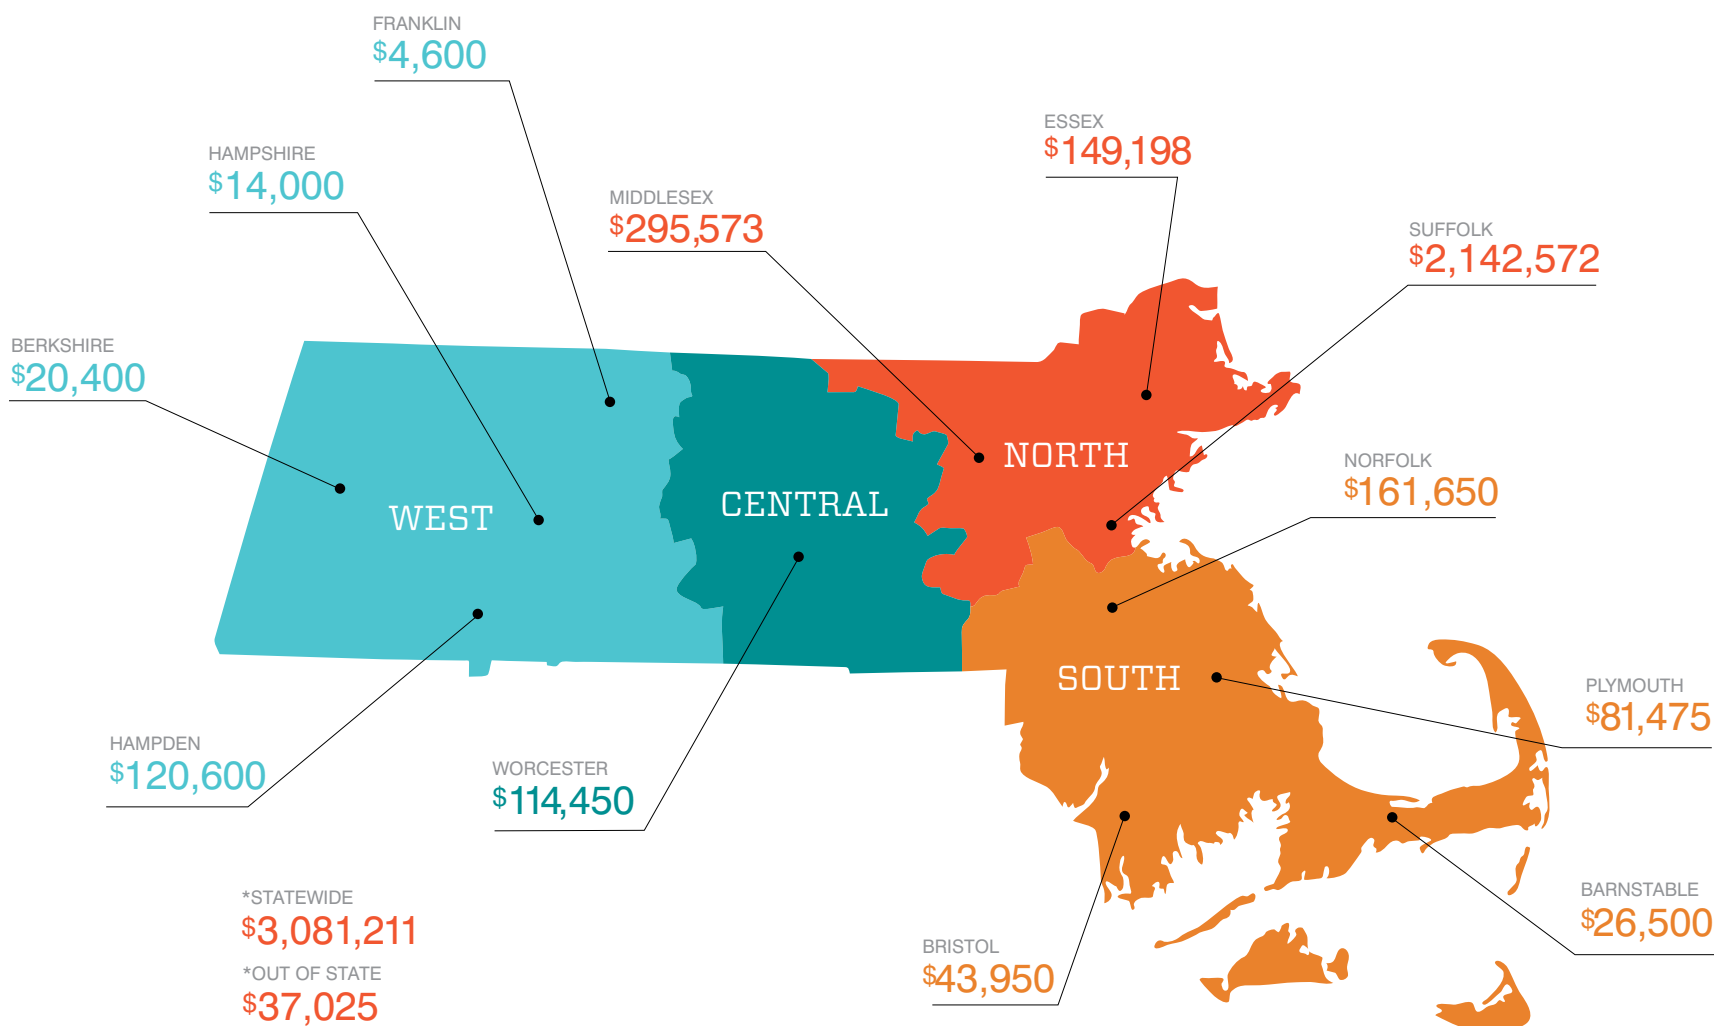 FRANKLIN
$4,600
HAMPSHIRE
$14,000
ESSEX
$149,198
MIDDLESEX
$295,573
SUFFOLK
$2,142,572
BERKSHIRE
$20,400
NORTH
NORFOLK
$161,650
WEST
CENTRAL
SOUTH
PLYMOUTH
$81,475
HAMPDEN
$120,600
WORCESTER
$114,450
*STATEWIDE
$3,081,211
*OUT OF STATE
$37,025
BRISTOL
$43,950
BARNSTABLE
$26,500